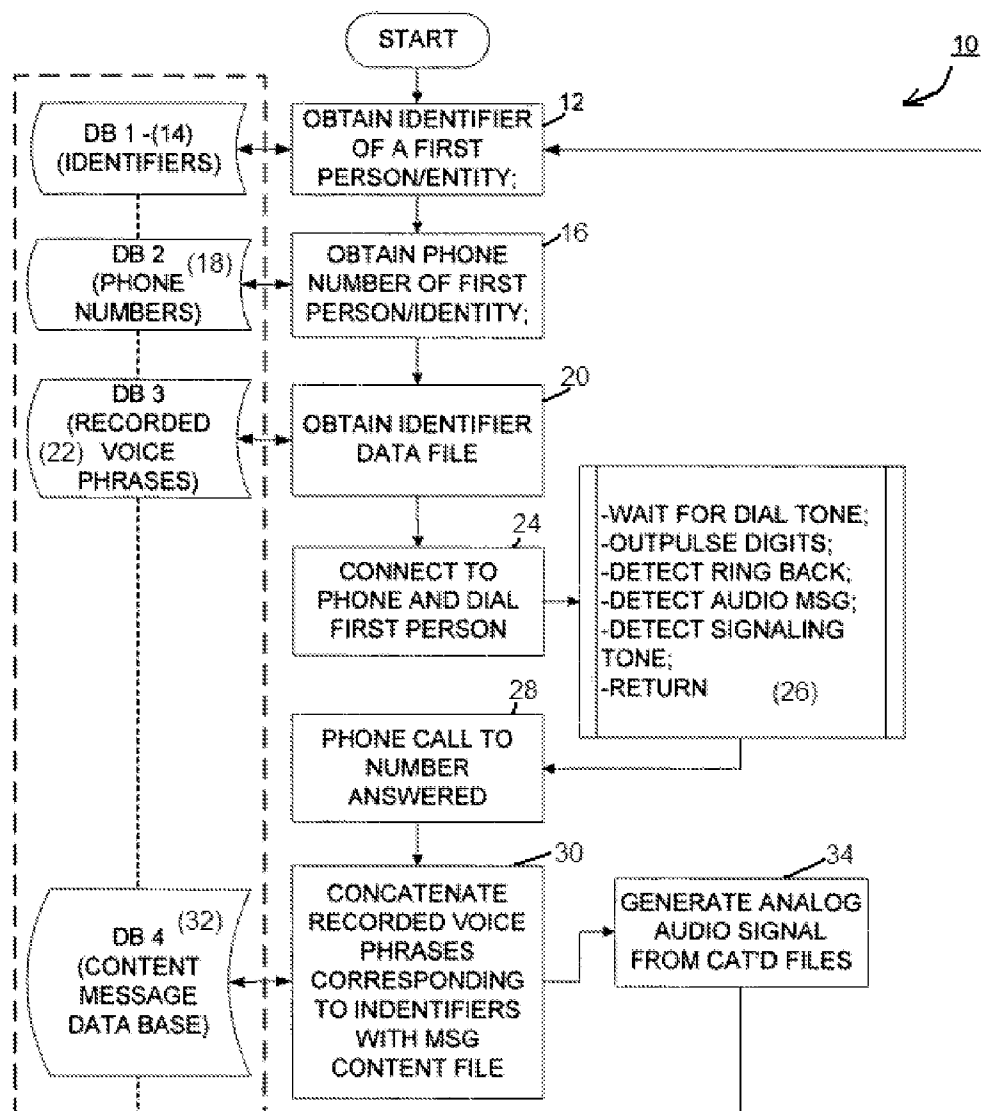 START
10
DB 1 -(14)
(IDENTIFIERS)
12
OBTAIN IDENTIFIER
OF A FIRST
PERSON/ENTITY;
DB 2
(18)
(PHONE
NUMBERS)
16
OBTAIN PHONE
NUMBER OF FIRST
PERSON/IDENTITY;
DB 3
(RECORDED
(22) VOICE
PHRASES)
20
OBTAIN IDENTIFIER
DATA FILE
24
CONNECT TO
PHONE AND DIAL
FIRST PERSON
-WAIT FOR DIAL TONE;
-OUTPULSE DIGITS;
-DETECT RING BACK;
-DETECT AUDIO MSG;
-DETECT SIGNALING
TONE;
-RETURN (26)
28
PHONE CALL TO
NUMBER
ANSWERED
DB 4
(32)
(CONTENT
MESSAGE
DATA BASE)
30
CONCATENATE
RECORDED VOICE
PHRASES
CORRESPONDING
TO INDENTIFIERS
WITH MSG
CONTENT FILE
34
GENERATE ANALOG
AUDIO SIGNAL
FROM CAT'D FILES